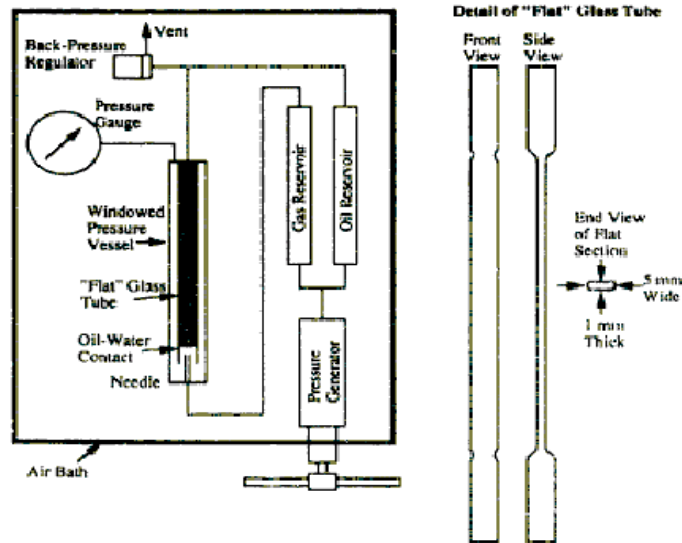 Vent
Back-Pressure
Regulator
Pressure
Gauge
Windowed
Pressure
Vessel
"Flat" Glass
Tube
Oil-Water
Contact
Needle
Air Bath
Gas Reservoir
Oil Reservoir
Pressure
Generator
Detail of "Flat" Glass Tube
Front
View
Side
View
End View
of Flat
Section
5 mm
Wide
1 mm
Thick